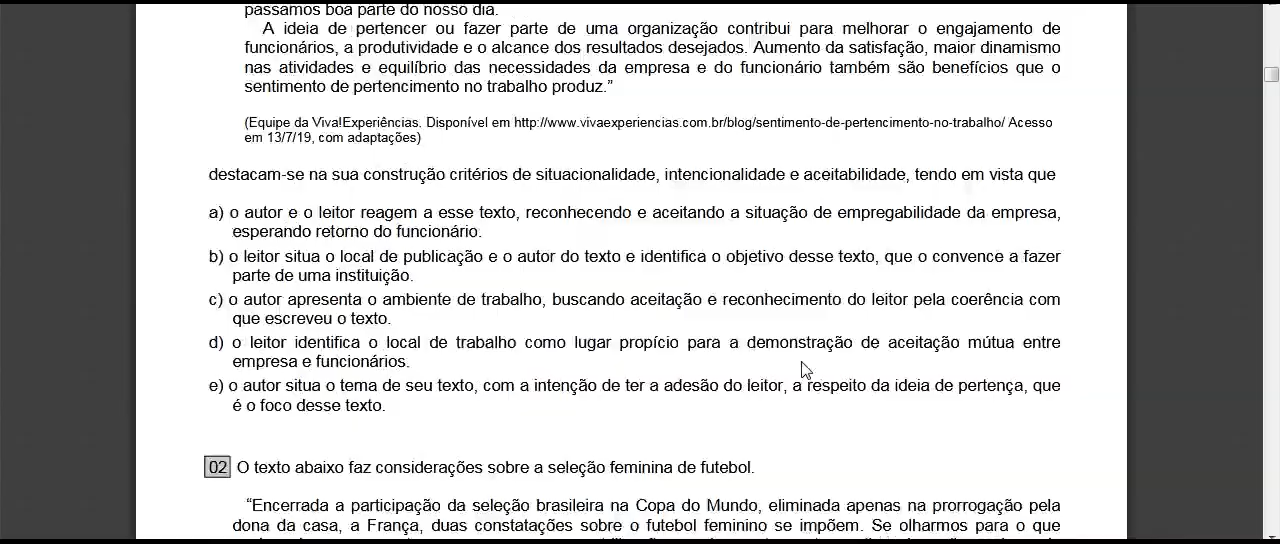 passamos boa parte do nosso dia.
A ideia de pertencer ou fazer parte de uma organização contribui para melhorar o engajamento de
funcionários, a produtividade e o alcance dos resultados desejados. Aumento da satisfação, maior dinamismo
nas atividades e equilíbrio das necessidades da empresa e do funcionário também são benefícios que o
sentimento de pertencimento no trabalho produz.”
(Equipe da Viva!Experiências. Disponível em http://www.vivaexperiencias.com.br/blog/sentimento-de-pertencimento-no-trabalho/ Acesso
em 13/7/19, com adaptações)
destacam-se na sua construção critérios de situacionalidade, intencionalidade e aceitabilidade, tendo em vista que
a) o autor e o leitor reagem a esse texto, reconhecendo e aceitando a situação de empregabilidade da empresa,
esperando retorno do funcionário.
b) o leitor situa o local de publicação e o autor do texto e identifica o objetivo desse texto, que o convence a fazer
parte de uma instituição.
c) o autor apresenta o ambiente de trabalho, buscando aceitação e reconhecimento do leitor pela coerência com
que escreveu o texto.
d) o leitor identifica o local de trabalho como lugar propício para a demonstração de aceitação mútua entre
empresa e funcionários.
e) o autor situa o tema de seu texto, com a intenção de ter a adesão do leitor, a respeito da ideia de pertença, que
é o foco desse texto.
02 O texto abaixo faz considerações sobre a seleção feminina de futebol.
“Encerrada a participação da seleção brasileira na Copa do Mundo, eliminada apenas na prorrogação pela
dona da casa, a França, duas constatações sobre o futebol feminino se impõem. Se olharmos para o que